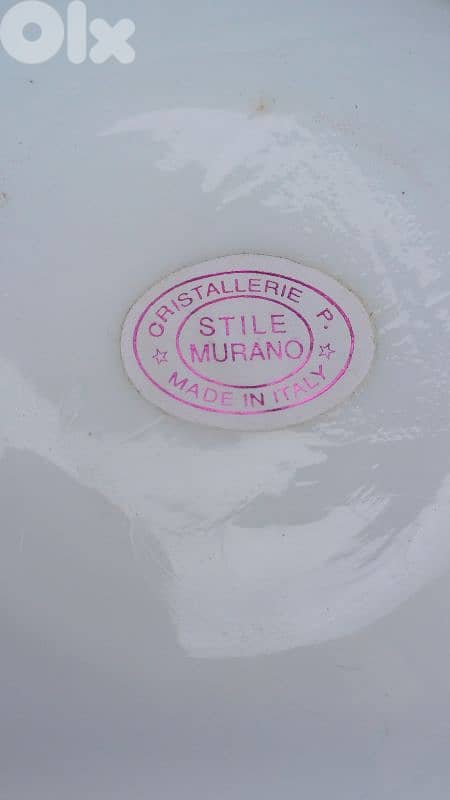 OLX
CRISTALLERIE P.
STILE
MURANO
☆ MADE IN ITALY ☆